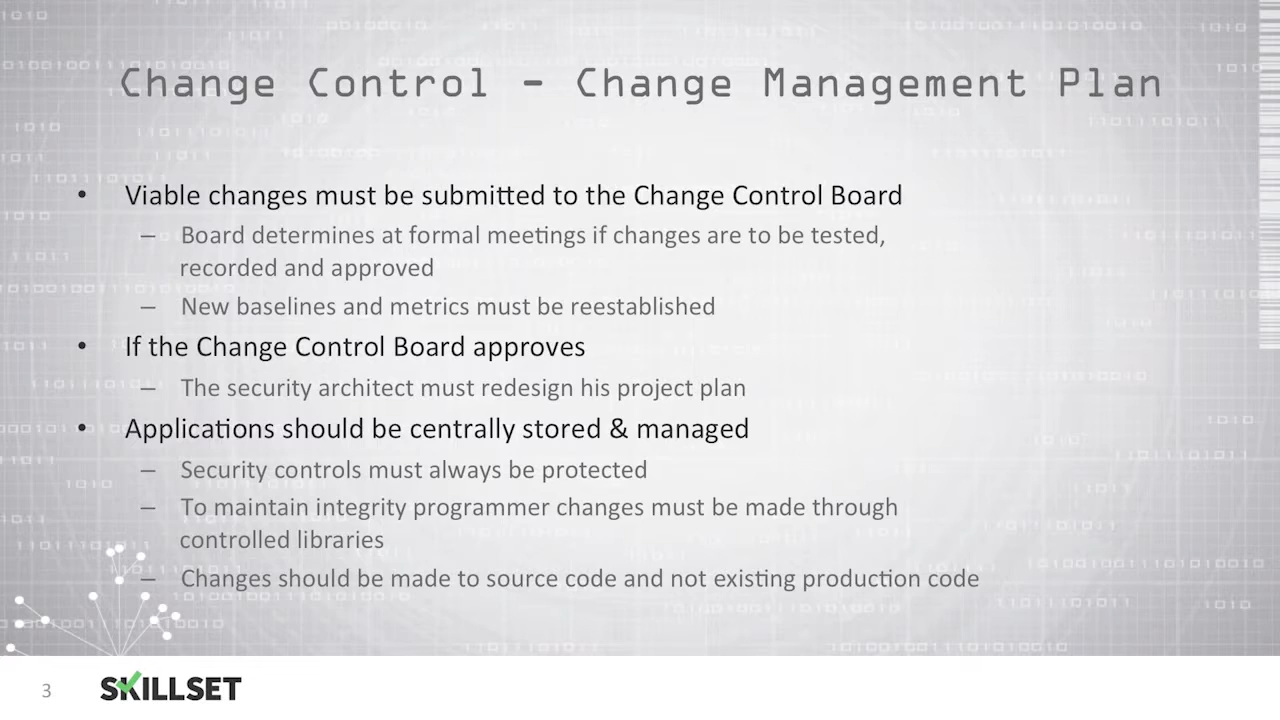 Change Control – Change Management Plan
• Viable changes must be submitted to the Change Control Board
– Board determines at formal meetings if changes are to be tested,
recorded and approved
– New baselines and metrics must be reestablished
• If the Change Control Board approves
– The security architect must redesign his project plan
• Applications should be centrally stored & managed
– Security controls must always be protected
– To maintain integrity programmer changes must be made through
controlled libraries
– Changes should be made to source code and not existing production code
3
SKILLSET